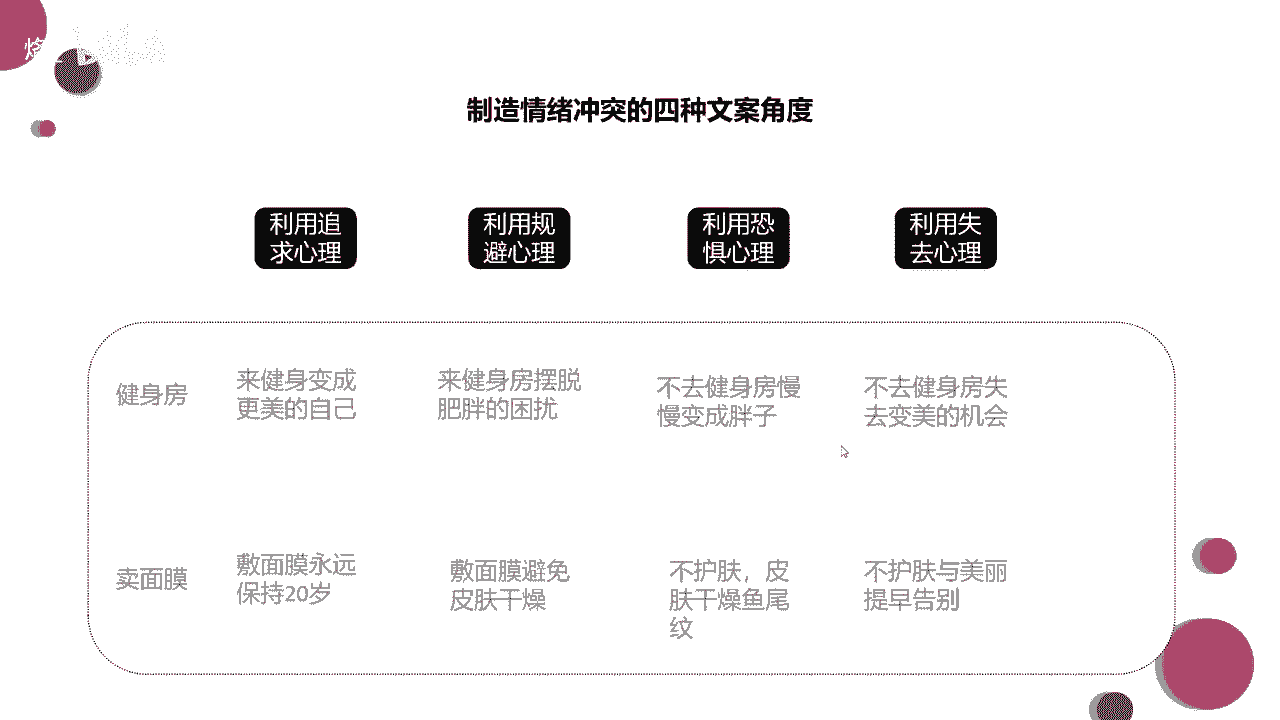 制造情绪冲突的四种文案角度
利用追
求心理
利用规
避心理
利用恐
惧心理
利用失
去心理
健身房
来健身变成
更美的自己
来健身房摆脱
肥胖的困扰
不去健身房慢
慢变成胖子
不去健身房失
去变美的机会
卖面膜
敷面膜永远
保持20岁
敷面膜避免
皮肤干燥
不护肤，皮
肤干燥鱼尾
纹
不护肤与美丽
提早告别